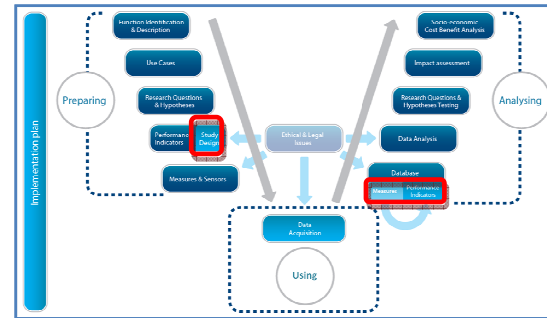 Implementation plan
Preparing
Function Identification
& Description
Use Cases
Research Questions
& Hypotheses
Performance
Indicators
Study
Design
Measures & Sensors
Ethical & Legal
Issues
Data
Acquisition
Using
Socio-economic
Cost Benefit Analysis
Impact assessment
Research Questions &
Hypotheses Testing
Data Analysis
Database
Measures
Performance
Indicators
Analysing